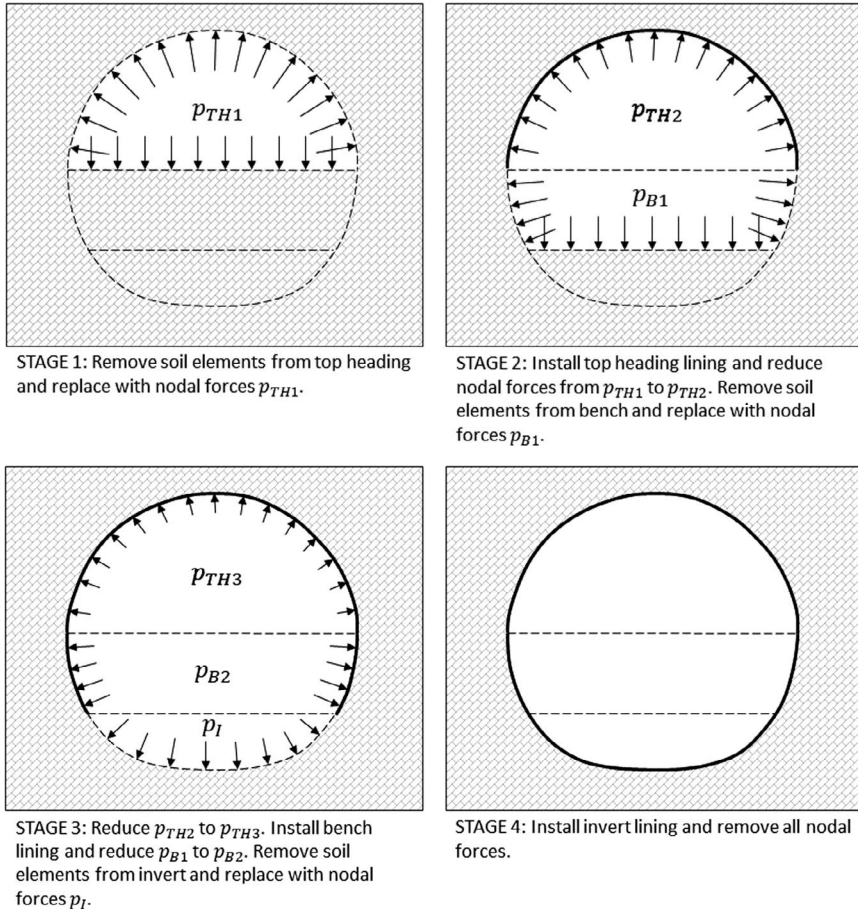 p_TH1
p_TH2
p_B1
STAGE 1: Remove soil elements from top heading
and replace with nodal forces p_TH1.
STAGE 2: Install top heading lining and reduce
nodal forces from p_TH1 to p_TH2. Remove soil
elements from bench and replace with nodal
forces p_B1.
p_TH3
p_B2
p_I
STAGE 3: Reduce p_TH2 to p_TH3. Install bench
lining and reduce p_B1 to p_B2. Remove soil
elements from invert and replace with nodal
forces p_I.
STAGE 4: Install invert lining and remove all nodal
forces.